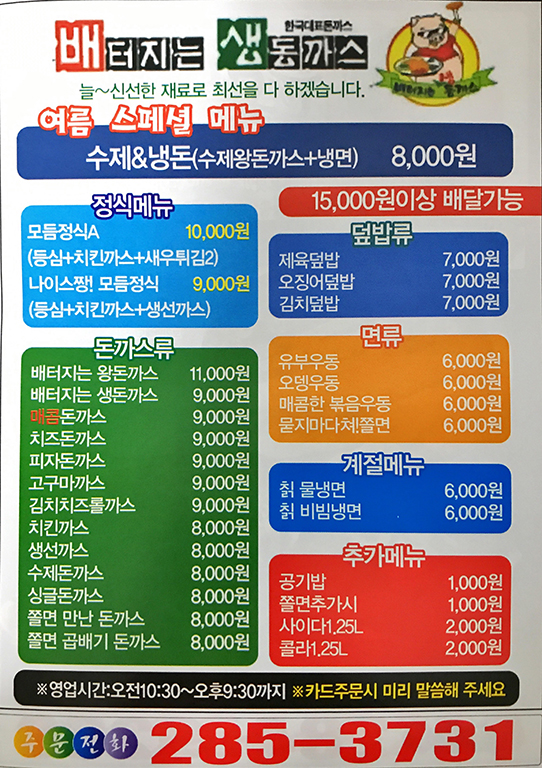 한국대표돈까스
배터지는 생동까스
배터지는 생돈까스
늘~신선한 재료로 최선을 다 하겠습니다.
여름 스페셜 메뉴
수제&냉돈(수제왕돈까스+냉면) 8,000원
15,000원이상 배달가능
정식메뉴
모듬정식A 10,000원
(등심+치킨까스+새우튀김2)
나이스짱! 모듬정식 9,000원
(등심+치킨까스+생선까스)
돈까스류
배터지는 왕돈까스 11,000원
배터지는 생돈까스 9,000원
매콤돈까스 9,000원
치즈돈까스 9,000원
피자돈까스 9,000원
고구마까스 9,000원
김치치즈롤까스 9,000원
치킨까스 8,000원
생선까스 8,000원
수제돈까스 8,000원
싱글돈까스 8,000원
쫄면 만난 돈까스 8,000원
쫄면 곱배기 돈까스 8,000원
덮밥류
제육덮밥 7,000원
오징어덮밥 7,000원
김치덮밥 7,000원
면류
유부우동 6,000원
오뎅우동 6,000원
매콤한 볶음우동 6,000원
묻지마다쳐!쫄면 6,000원
계절메뉴
칡 물냉면 6,000원
칡 비빔냉면 6,000원
추카메뉴
공기밥 1,000원
쫄면추가시 1,000원
사이다1.25L 2,000원
콜라1.25L 2,000원
※영업시간:오전10:30~오후9:30까지 ※카드주문시 미리 말씀해 주세요
주문전화 285-3731